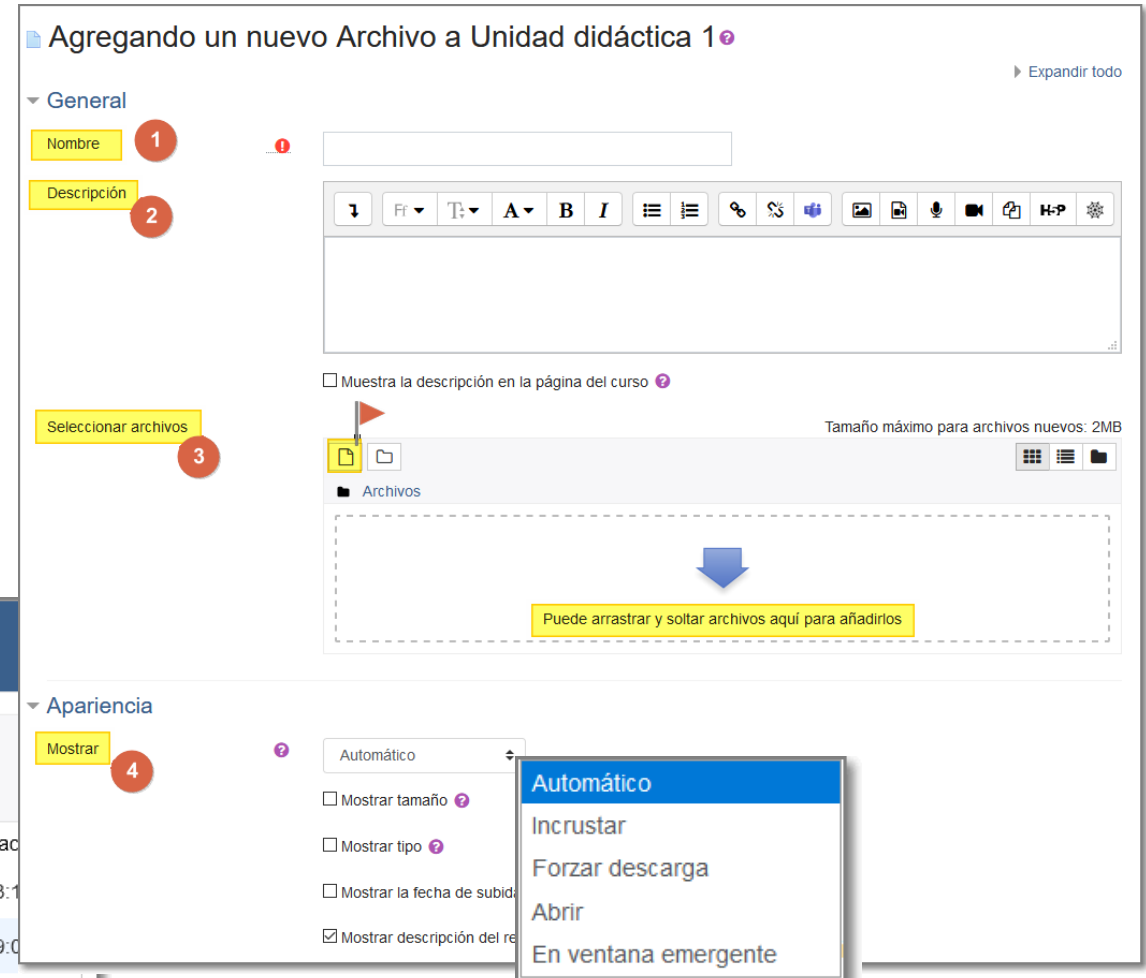 Agregando un nuevo Archivo a Unidad didáctica 1
Expandir todo
General
Nombre 1
Descripción
2
Ff T A B I H-P
Muestra la descripción en la página del curso
Seleccionar archivos
3
Tamaño máximo para archivos nuevos: 2MB
Archivos
Puede arrastrar y soltar archivos aquí para añadirlos
Apariencia
Mostrar
4
Automático
Mostrar tamaño
Mostrar tipo
Mostrar la fecha de subida
Mostrar descripción del
Automático
Incrustar
Forzar descarga
Abrir
En ventana emergente